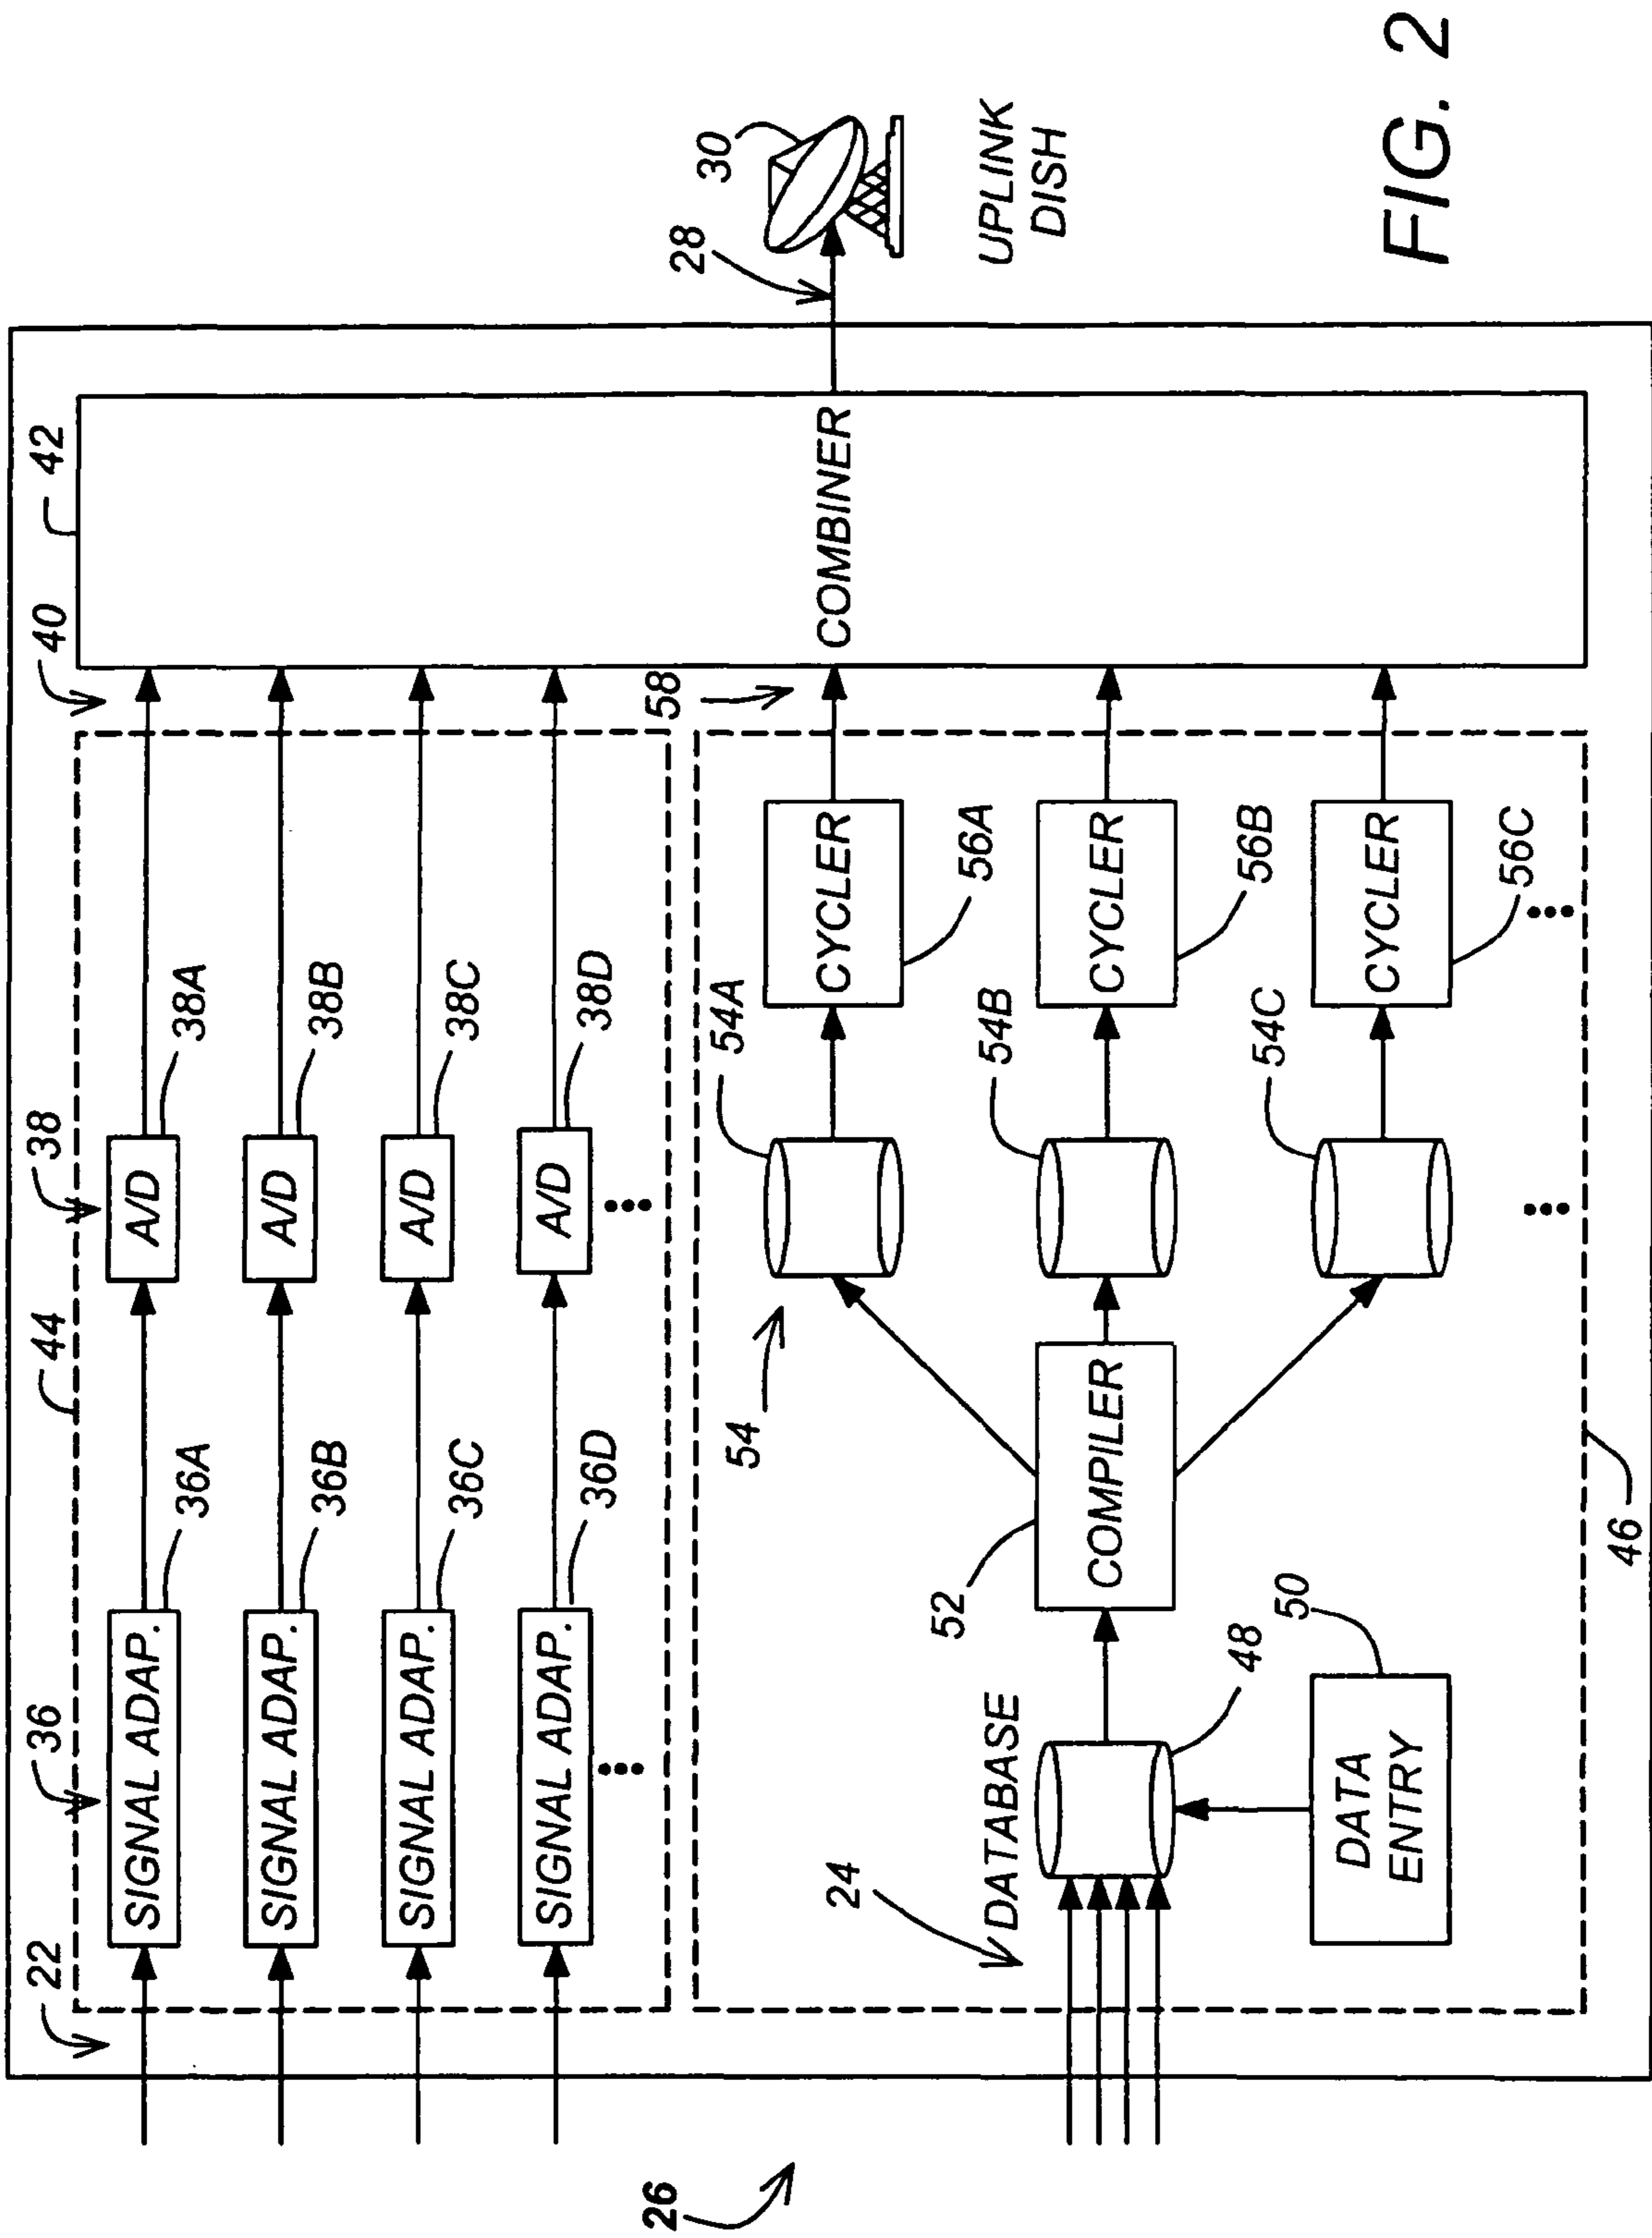 22
36
44
38
40
42
SIGNAL ADAP.
36A
A/D
38A
SIGNAL ADAP.
36B
A/D
38B
SIGNAL ADAP.
36C
A/D
38C
SIGNAL ADAP.
36D
A/D
38D
26
24
DATABASE
48
DATA
ENTRY
50
52
COMPILER
54
54A
54B
54C
CYCLER
56A
CYCLER
56B
CYCLER
56C
58
46
COMBINER
28
30
UPLINK
DISH
FIG. 2